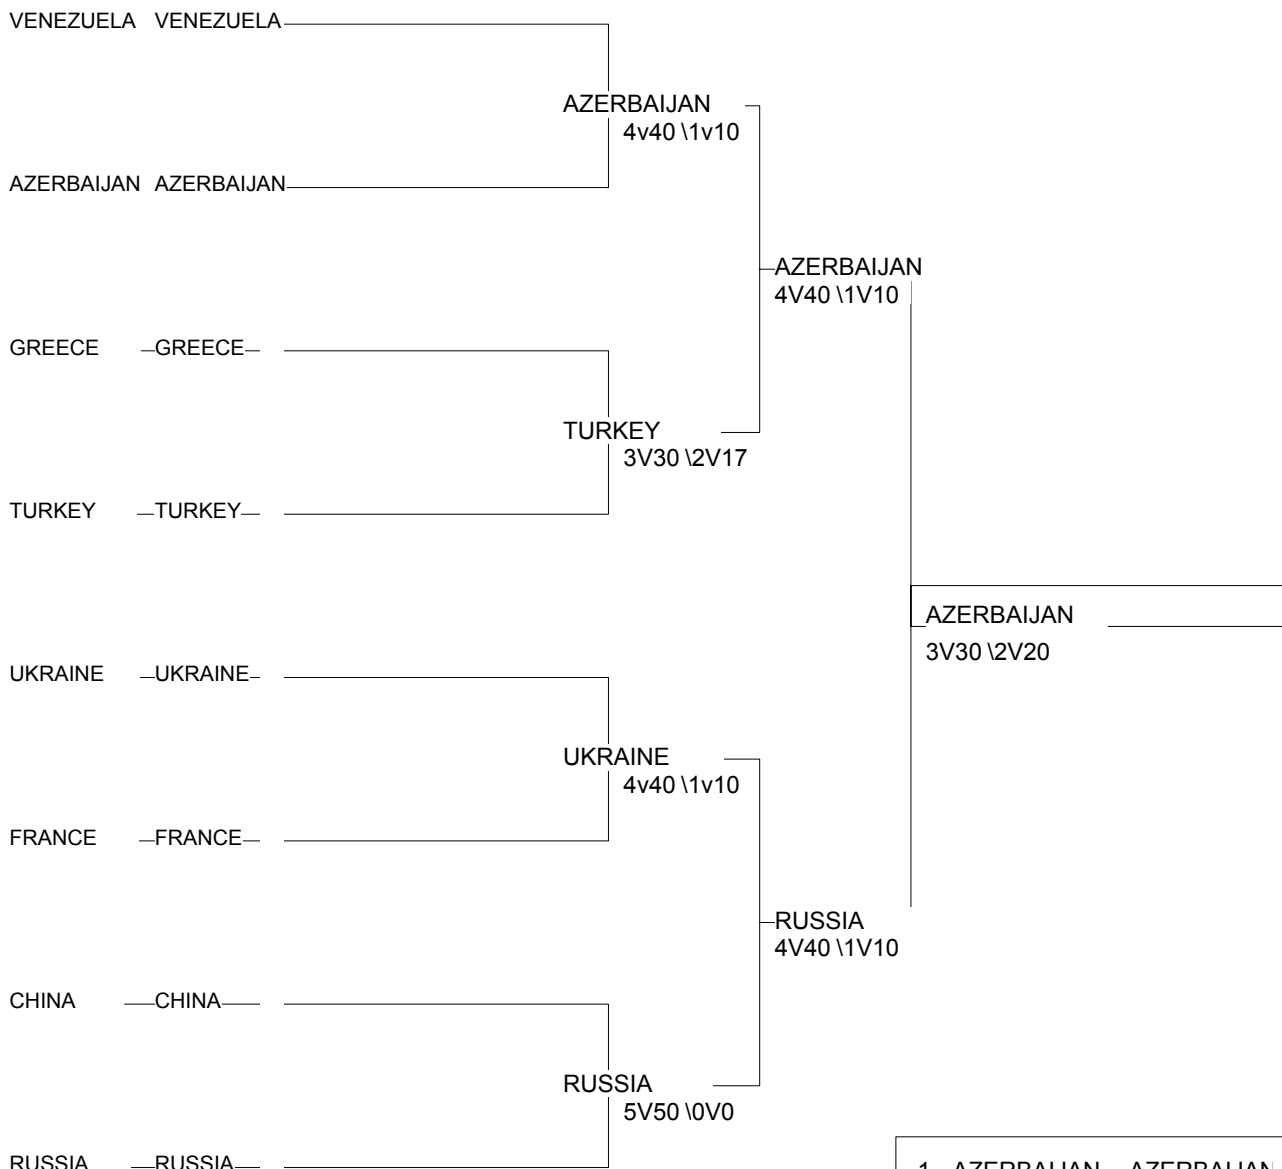 VENEZUELA VENEZUELA
AZERBAIJAN
4v40 \1v10
AZERBAIJAN AZERBAIJAN
AZERBAIJAN
4V40 \1V10
GREECE GREECE
TURKEY
3V30 \2V17
TURKEY TURKEY
AZERBAIJAN
3V30 \2V20
UKRAINE UKRAINE
UKRAINE
4v40 \1v10
FRANCE FRANCE
RUSSIA
4V40 \1V10
CHINA CHINA
RUSSIA
5V50 \0V0
RUSSIA RUSSIA
1 AZERBAIJAN AZERBAIJAN